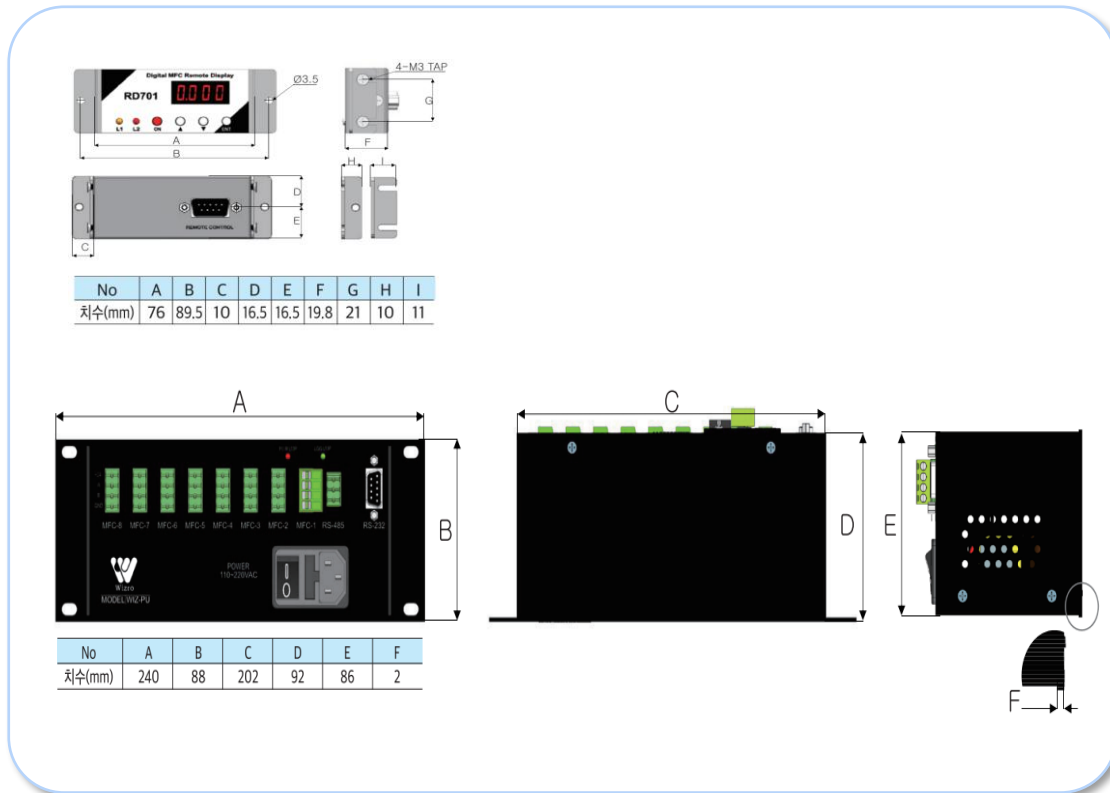 Digital MFC Remote Display
RD701
0.000
L1 L2 OK ▲ ▼ ENT
A
B
Ø3.5
4-M3 TAP
G
F
H I
D
E
C
REMOTE CONTROL
No A B C D E F G H I
치수(mm) 76 89.5 10 16.5 16.5 19.8 21 10 11
A
B
MFC-8 MFC-7 MFC-6 MFC-5 MFC-4 MFC-3 MFC-2 MFC-1 RS-485 RS-232
POWER
110~220VAC
Wizro
MODEL:WIZ-PU
C
D
E
F
No A B C D E F
치수(mm) 240 88 202 92 86 2